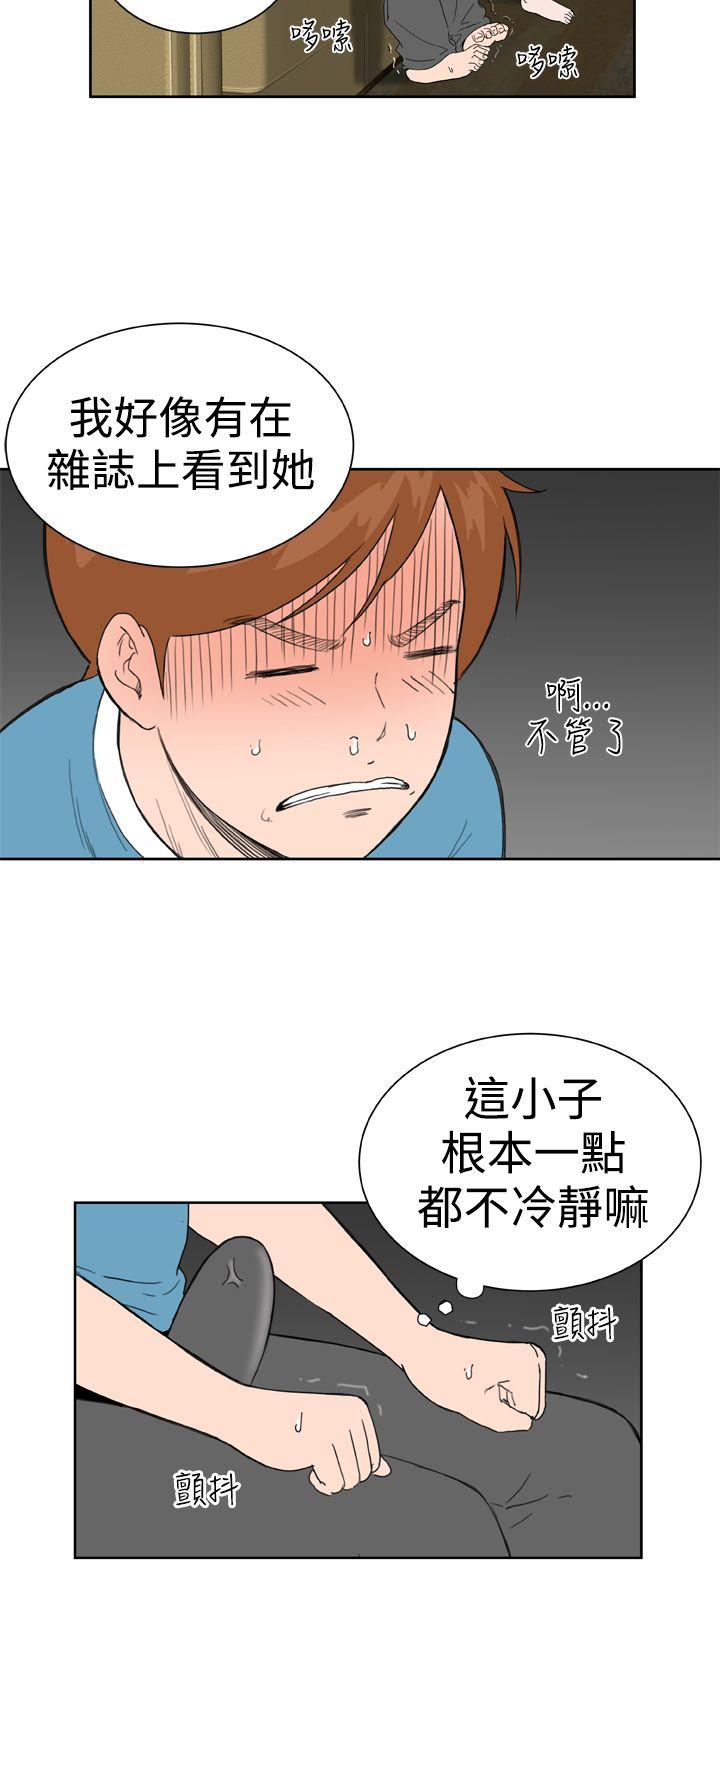 哆嗦
哆嗦
我好像有在
雜誌上看到她
啊...
不管了
這小子
根本一點
都不冷靜嘛
顫抖
顫抖